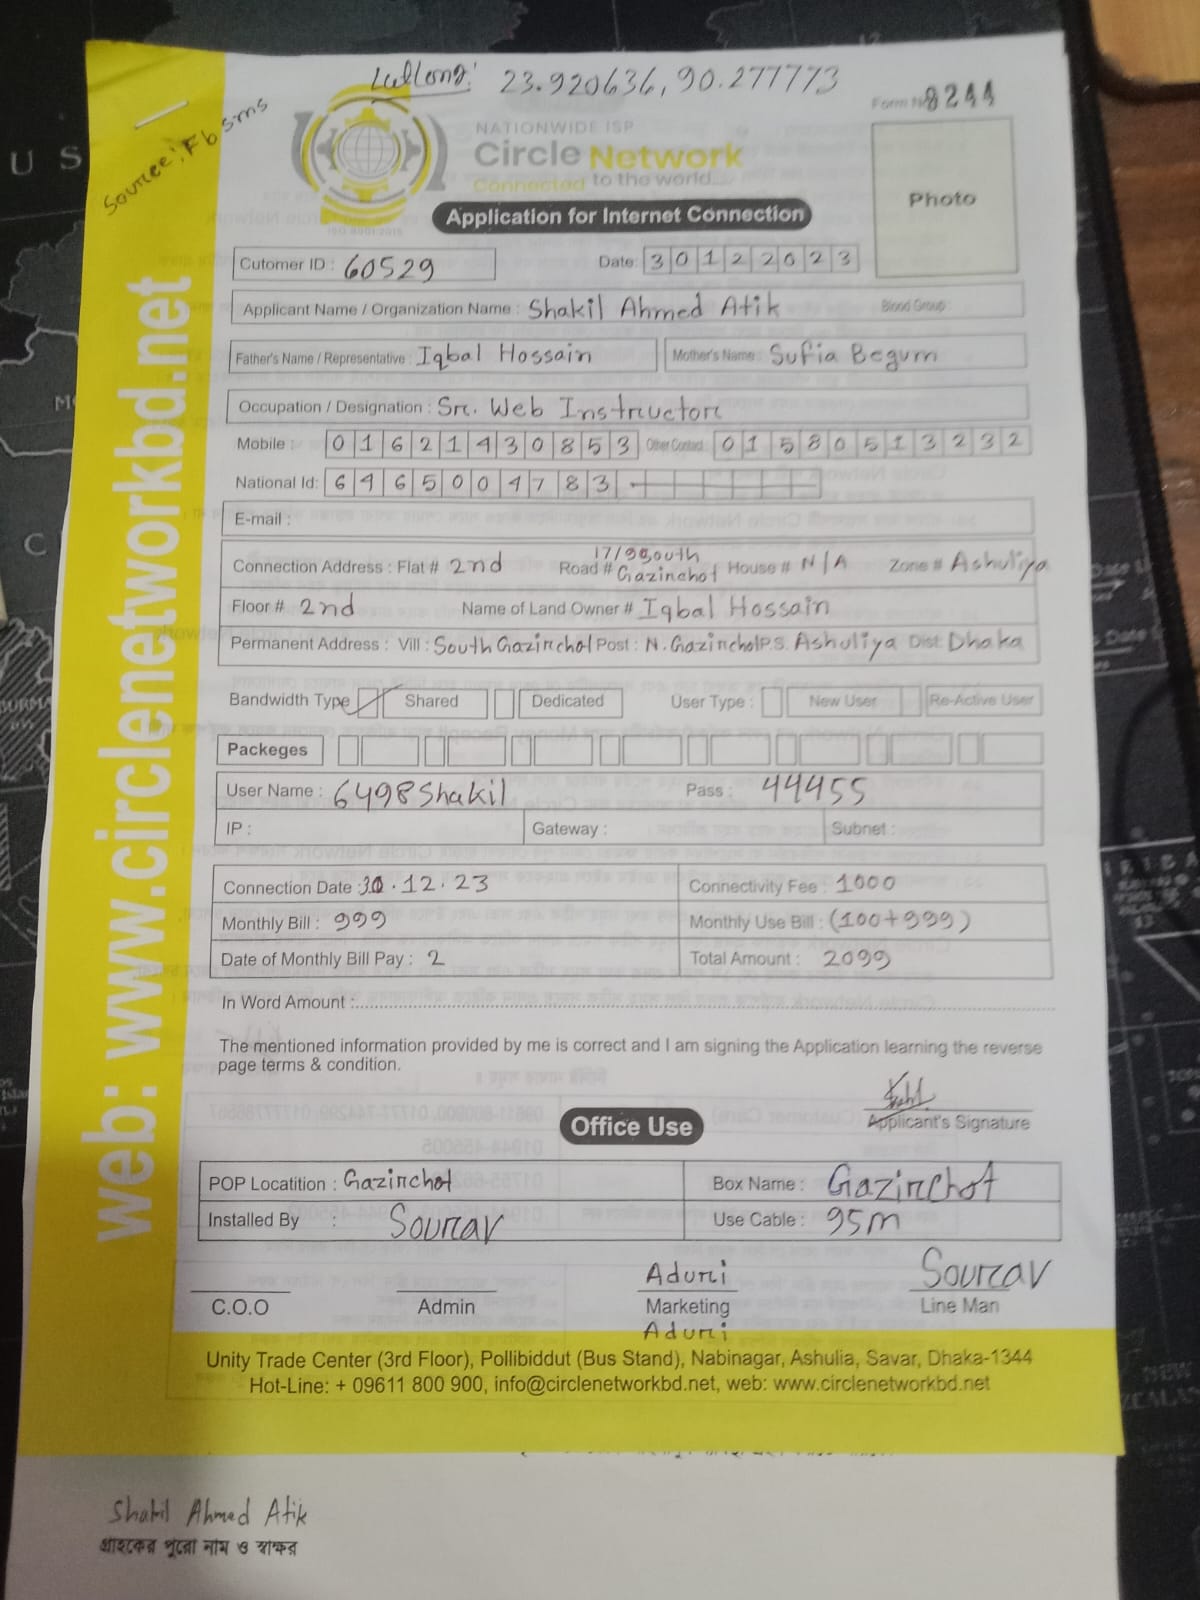 Latlong: 23.920636, 90.277773
Form No 8244
Source: Fb sms
NATIONWIDE ISP
Circle Network
Connected to the world...
ISO 9001:2015
Photo
Application for Internet Connection
Cutomer ID : 60529
Date: 30122023
Applicant Name / Organization Name : Shakil Ahmed Atik Blood Group :
Father's Name / Representative : Iqbal Hossain Mother's Name : Sufia Begum
Occupation / Designation : Sr. Web Instructor
Mobile : 01621430853 Other Contact : 01580513232
National Id: 6465004783
E-mail :
Connection Address : Flat # 2nd Road # 17/9 South Gazirchot House # N/A Zone # Ashuliya
Floor # 2nd Name of Land Owner # Iqbal Hossain
Permanent Address : Vill : South Gazirchot Post : N. Gazirchot P.S. Ashuliya Dist: Dhaka
Bandwidth Type Shared Dedicated User Type : New User Re-Active User
Packeges
User Name : 6498Shakil Pass : 44455
IP : Gateway : Subnet :
Connection Date : 30.12.23 Connectivity Fee : 1000
Monthly Bill : 999 Monthly Use Bill : (100+999)
Date of Monthly Bill Pay : 2 Total Amount : 2099
In Word Amount :
The mentioned information provided by me is correct and I am signing the Application learning the reverse
page terms & condition.
Applicant's Signature
Office Use
POP Locatition : Gazirchot Box Name : Gazirchot
Installed By : Sourav Use Cable : 95m
Aduri Sourav
C.O.O Admin Marketing Line Man
Aduri
Unity Trade Center (3rd Floor), Pollibiddut (Bus Stand), Nabinagar, Ashulia, Savar, Dhaka-1344
Hot-Line: + 09611 800 900, info@circlenetworkbd.net, web: www.circlenetworkbd.net
web: www.circlenetworkbd.net
Shakil Ahmed Atik
গ্রাহকের পুরো নাম ও স্বাক্ষর